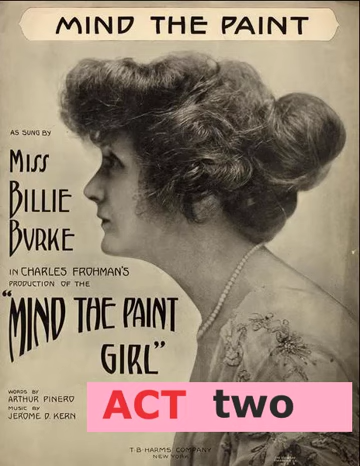 MIND THE PAINT
AS SUNG BY
MISS
BILLIE
BURKE
IN CHARLES FROHMAN'S
PRODUCTION OF THE
"MIND THE PAINT
GIRL"
WORDS BY
ARTHUR PINERO
MUSIC BY
JEROME D. KERN
ACT two
T.B. HARMS COMPANY
NEW YORK